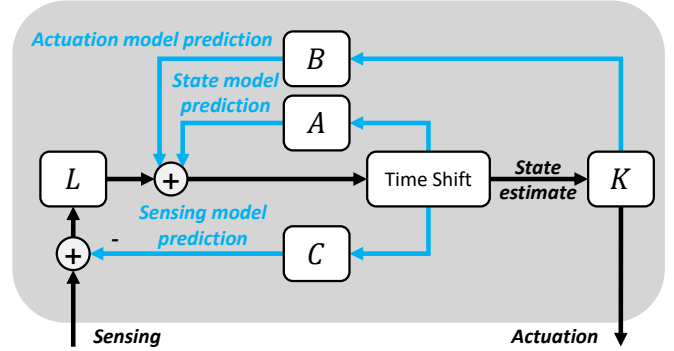 Actuation model prediction
B
State model
prediction
A
L
+
Time Shift
State
estimate
K
Sensing model
prediction
-
+
C
Sensing
Actuation